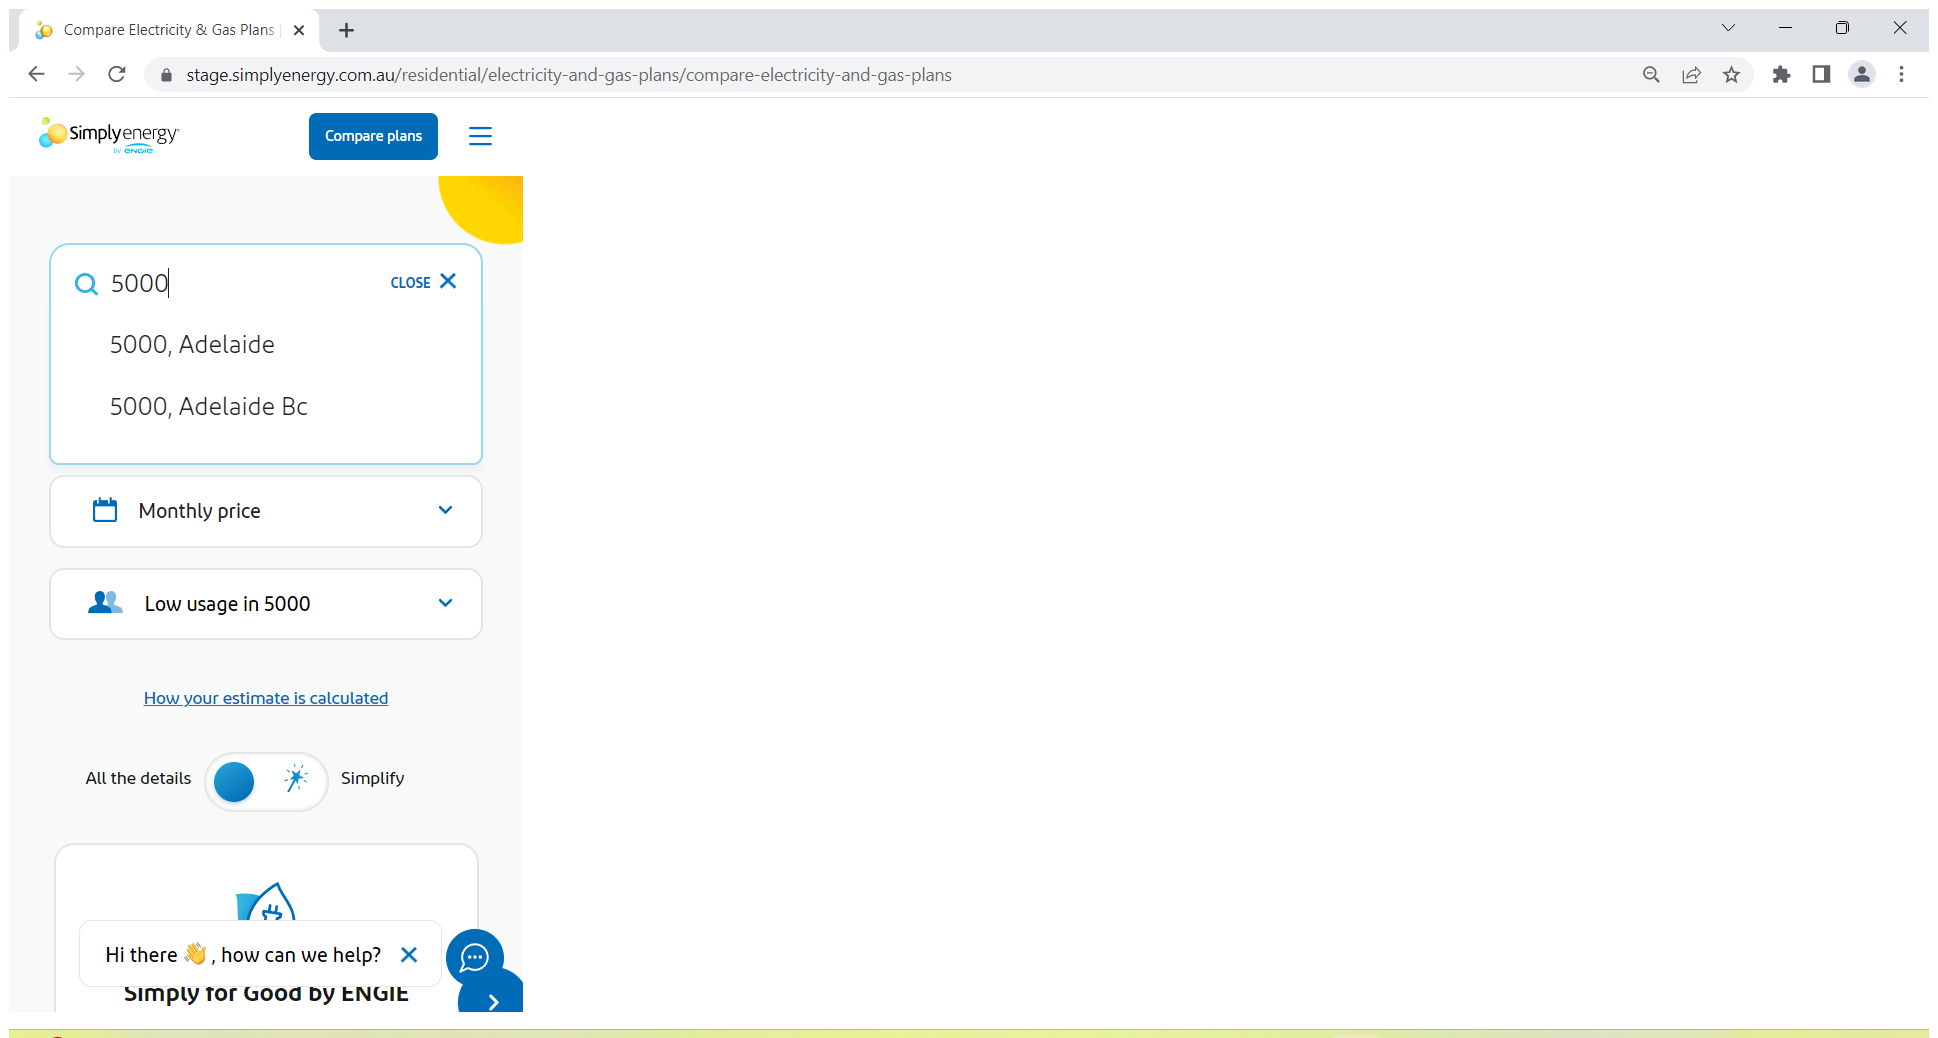 Compare Electricity & Gas Plans |
stage.simplyenergy.com.au/residential/electricity-and-gas-plans/compare-electricity-and-gas-plans
Simplyenergy
by ENGIE
Compare plans
5000
CLOSE
5000, Adelaide
5000, Adelaide Bc
Monthly price
Low usage in 5000
How your estimate is calculated
All the details
Simplify
Hi there 👋 , how can we help?
Simply for Good by ENGIE